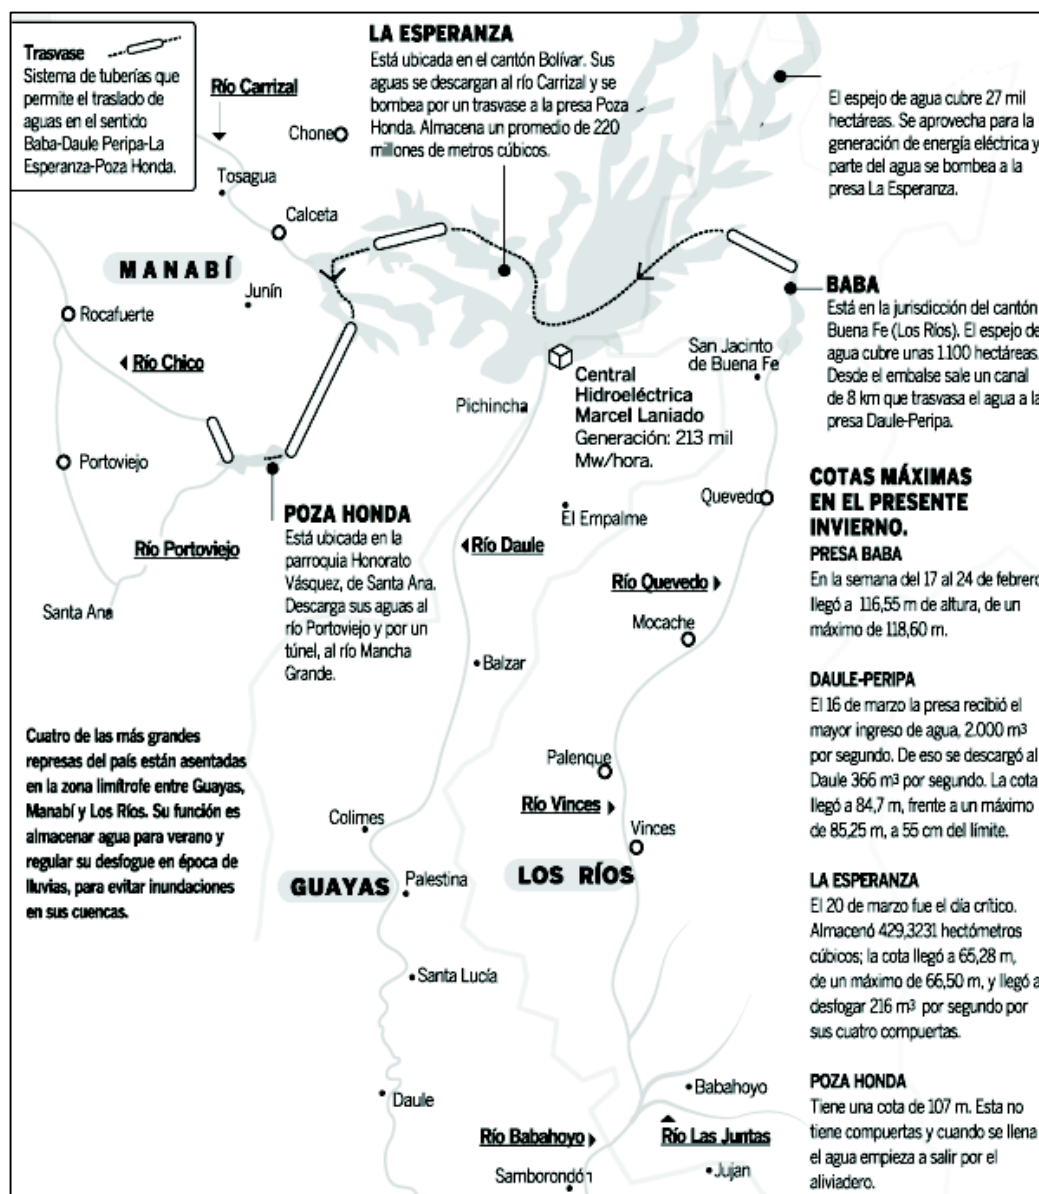 Trasvase
Sistema de tuberías que
permite el traslado de
aguas en el sentido
Baba-Daule Peripa-La
Esperanza-Poza Honda.
LA ESPERANZA
Está ubicada en el cantón Bolívar. Sus
aguas se descargan al río Carrizal y se
bombea por un trasvase a la presa Poza
Honda. Almacena un promedio de 220
millones de metros cúbicos.
El espejo de agua cubre 27 mil
hectáreas. Se aprovecha para la
generación de energía eléctrica y
parte del agua se bombea a la
presa La Esperanza.
Río Carrizal
Chone
Tosagua
Calceta
MANABÍ
Junín
Rocafuerte
Río Chico
Portoviejo
Río Portoviejo
Santa Ana
BABA
Está en la jurisdicción del cantón
Buena Fe (Los Ríos). El espejo de
agua cubre unas 1.100 hectáreas.
Desde el embalse sale un canal
de 8 km que trasvasa el agua a la
presa Daule-Peripa.
San Jacinto
de Buena Fe
Central
Hidroeléctrica
Marcel Laniado
Generación: 213 mil
Mw/hora.
Pichincha
POZA HONDA
Está ubicada en la
parroquia Honorato
Vásquez, de Santa Ana.
Descarga sus aguas al
río Portoviejo y por un
túnel, al río Mancha
Grande.
Quevedo
El Empalme
Río Daule
Río Quevedo
Mocache
Balzar
Palenque
Río Vinces
Vinces
Colimes
LOS RÍOS
GUAYAS
Palestina
Santa Lucía
Daule
Babahoyo
Río Babahoyo
Río Las Juntas
Samborondón
Jujan
Cuatro de las más grandes
represas del país están asentadas
en la zona limítrofe entre Guayas,
Manabí y Los Ríos. Su función es
almacenar agua para verano y
regular su desfogue en época de
lluvias, para evitar inundaciones
en sus cuencas.
COTAS MÁXIMAS
EN EL PRESENTE
INVIERNO.
PRESA BABA
En la semana del 17 al 24 de febrero
llegó a 116,55 m de altura, de un
máximo de 118,60 m.
DAULE-PERIPA
El 16 de marzo la presa recibió el
mayor ingreso de agua, 2.000 m³
por segundo. De eso se descargó al
Daule 366 m³ por segundo. La cota
llegó a 84,7 m, frente a un máximo
de 85,25 m, a 55 cm del límite.
LA ESPERANZA
El 20 de marzo fue el día crítico.
Almacenó 429,3231 hectómetros
cúbicos; la cota llegó a 65,28 m,
de un máximo de 66,50 m, y llegó a
desfogar 216 m³ por segundo por
sus cuatro compuertas.
POZA HONDA
Tiene una cota de 107 m. Esta no
tiene compuertas y cuando se llena
el agua empieza a salir por el
aliviadero.